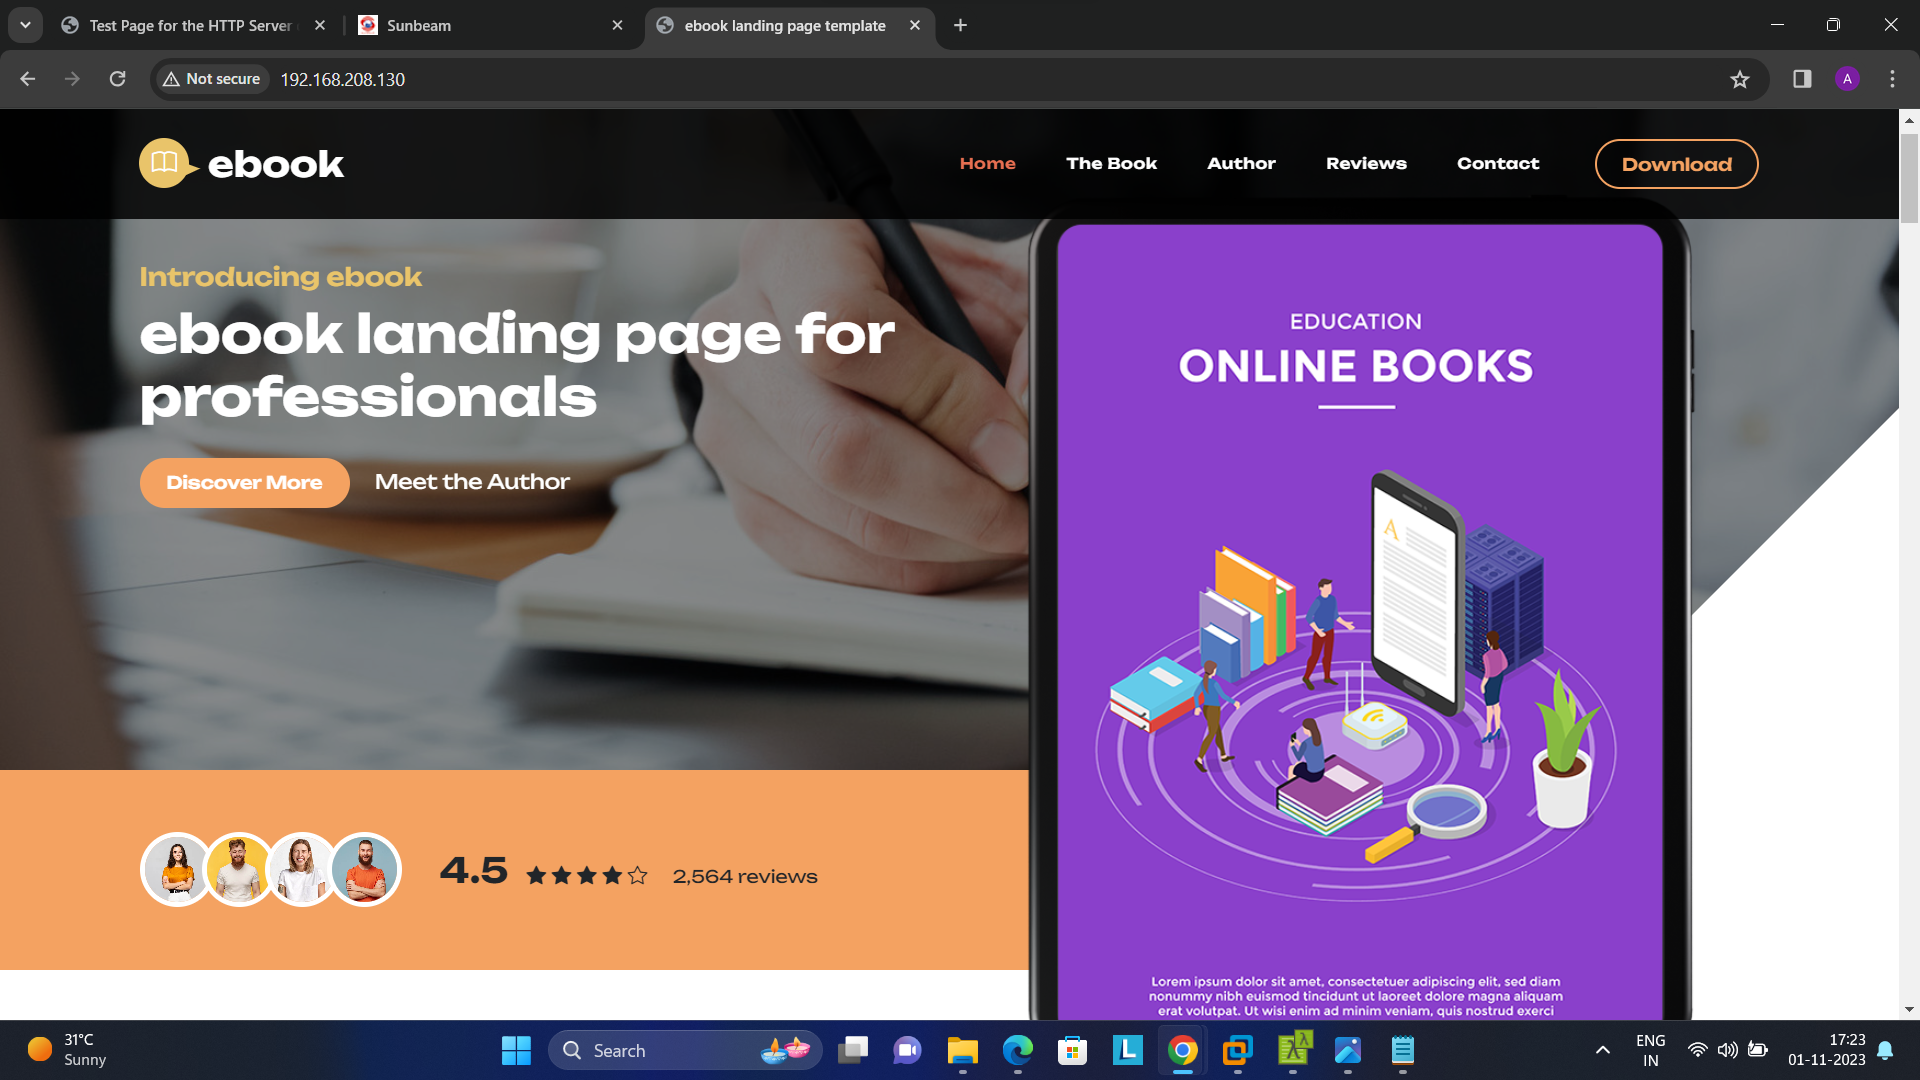 Test Page for the HTTP Server
Sunbeam
ebook landing page template
Not secure
192.168.208.130
A
ebook
Home
The Book
Author
Reviews
Contact
Download
Introducing ebook
ebook landing page for
professionals
Discover More
Meet the Author
EDUCATION
ONLINE BOOKS
A
4.5
2,564 reviews
Lorem ipsum dolor sit amet, consectetuer adipiscing elit, sed diam
nonummy nibh euismod tincidunt ut laoreet dolore magna aliquam
erat volutpat. Ut wisi enim ad minim veniam, quis nostrud exerci
31°C
Sunny
Search
L
λλ
λ
ENG
IN
17:23
01-11-2023